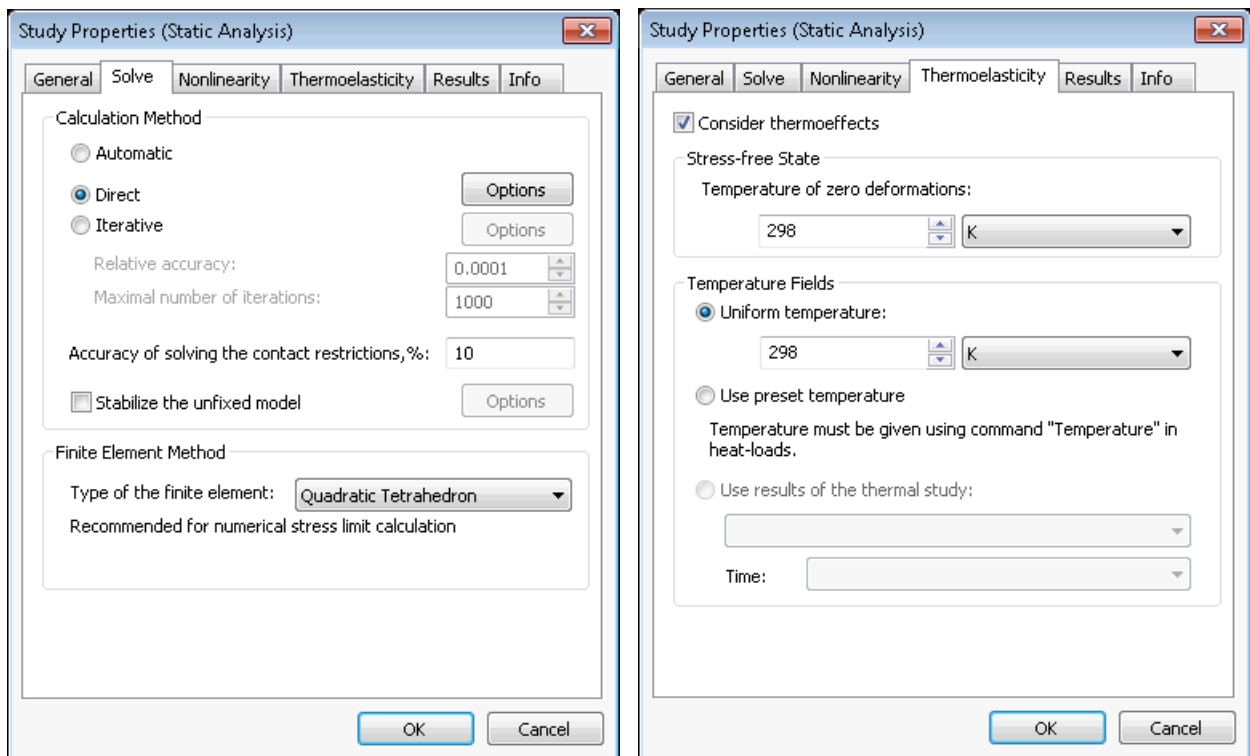 Study Properties (Static Analysis)
General Solve Nonlinearity Thermoelasticity Results Info
Calculation Method
Automatic
Direct Options
Iterative Options
Relative accuracy: 0.0001
Maximal number of iterations: 1000
Accuracy of solving the contact restrictions,%: 10
Stabilize the unfixed model Options
Finite Element Method
Type of the finite element: Quadratic Tetrahedron
Recommended for numerical stress limit calculation
OK Cancel
Study Properties (Static Analysis)
General Solve Nonlinearity Thermoelasticity Results Info
Consider thermoeffects
Stress-free State
Temperature of zero deformations:
298 K
Temperature Fields
Uniform temperature:
298 K
Use preset temperature
Temperature must be given using command "Temperature" in
heat-loads.
Use results of the thermal study:
Time:
OK Cancel